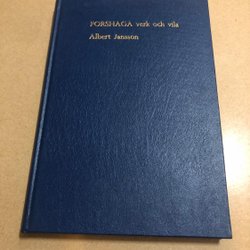 FORSHAGA verk och vila
Albert Jansson